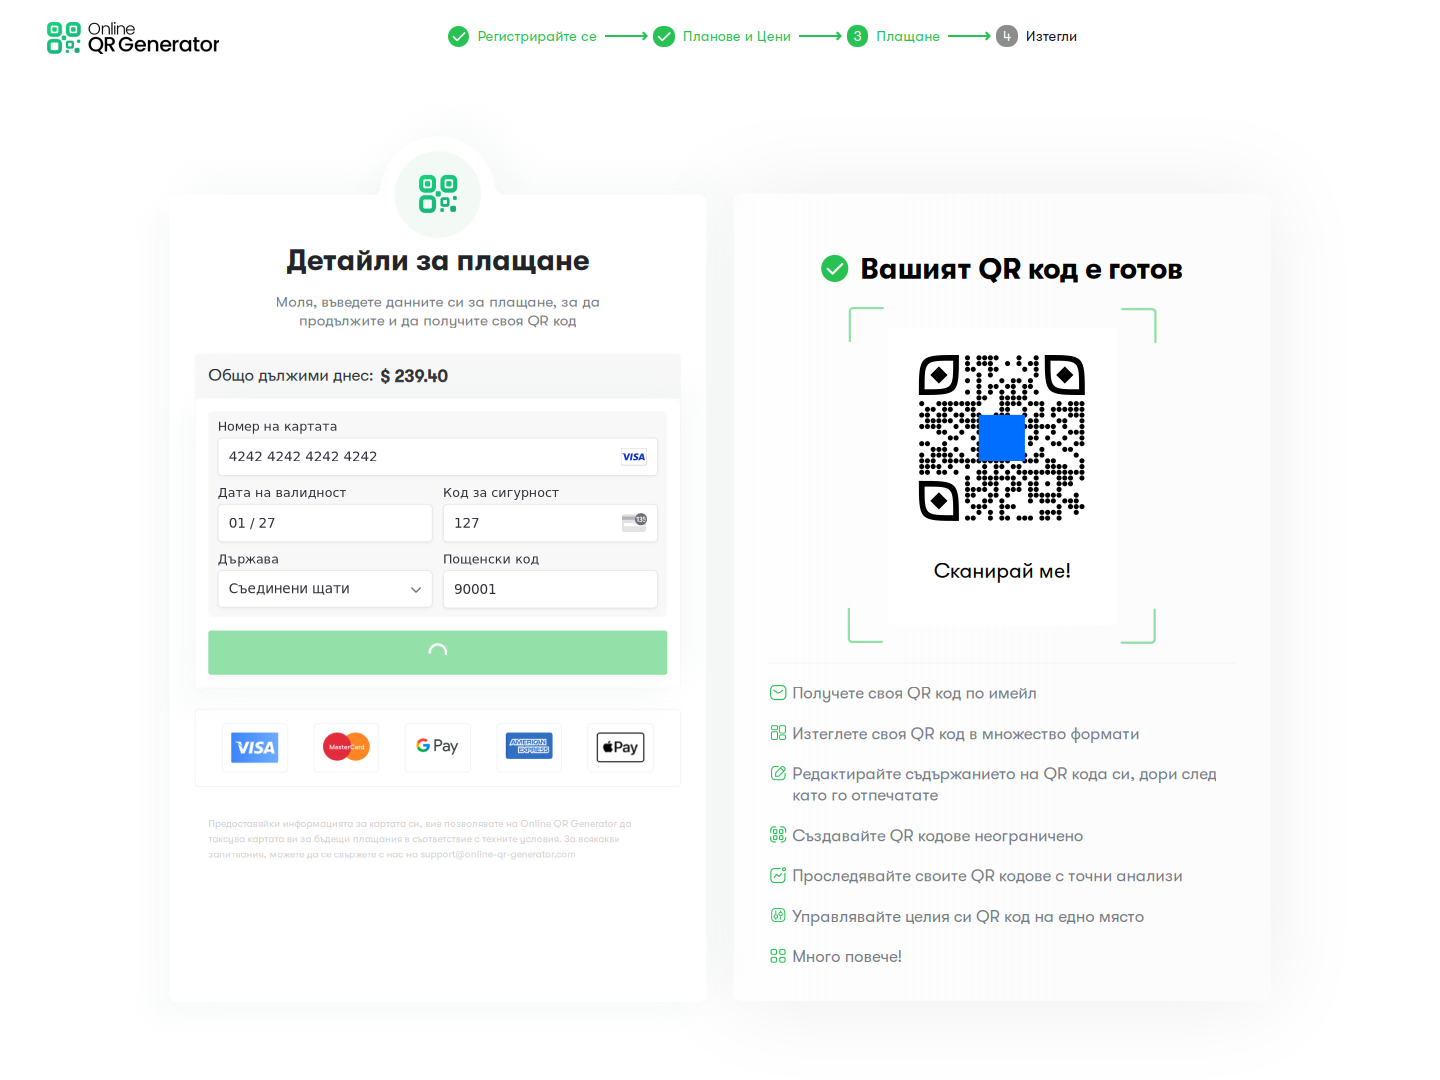 Online
QR Generator
Регистрирайте се
Планове и Цени
3 Плащане
4 Изтегли
Детайли за плащане
Моля, въведете данните си за плащане, за да
продължите и да получите своя QR код
Общо дължими днес: $ 239.40
Номер на картата
4242 4242 4242 4242
VISA
Дата на валидност
Код за сигурност
01 / 27
127
135
Държава
Пощенски код
Съединени щати
90001
VISA
MasterCard
G Pay
AMERICAN
EXPRESS
Pay
Предоставяйки информацията за картата си, вие позволявате на Online QR Generator да
таксува картата ви за бъдещи плащания в съответствие с техните условия. За всякакви
запитвания, можете да се свържете с нас на support@online-qr-generator.com
Вашият QR код е готов
Сканирай ме!
Получете своя QR код по имейл
Изтеглете своя QR код в множество формати
Редактирайте съдържанието на QR кода си, дори след
като го отпечатате
Създавайте QR кодове неограничено
Проследявайте своите QR кодове с точни анализи
Управлявайте целия си QR код на едно място
Много повече!